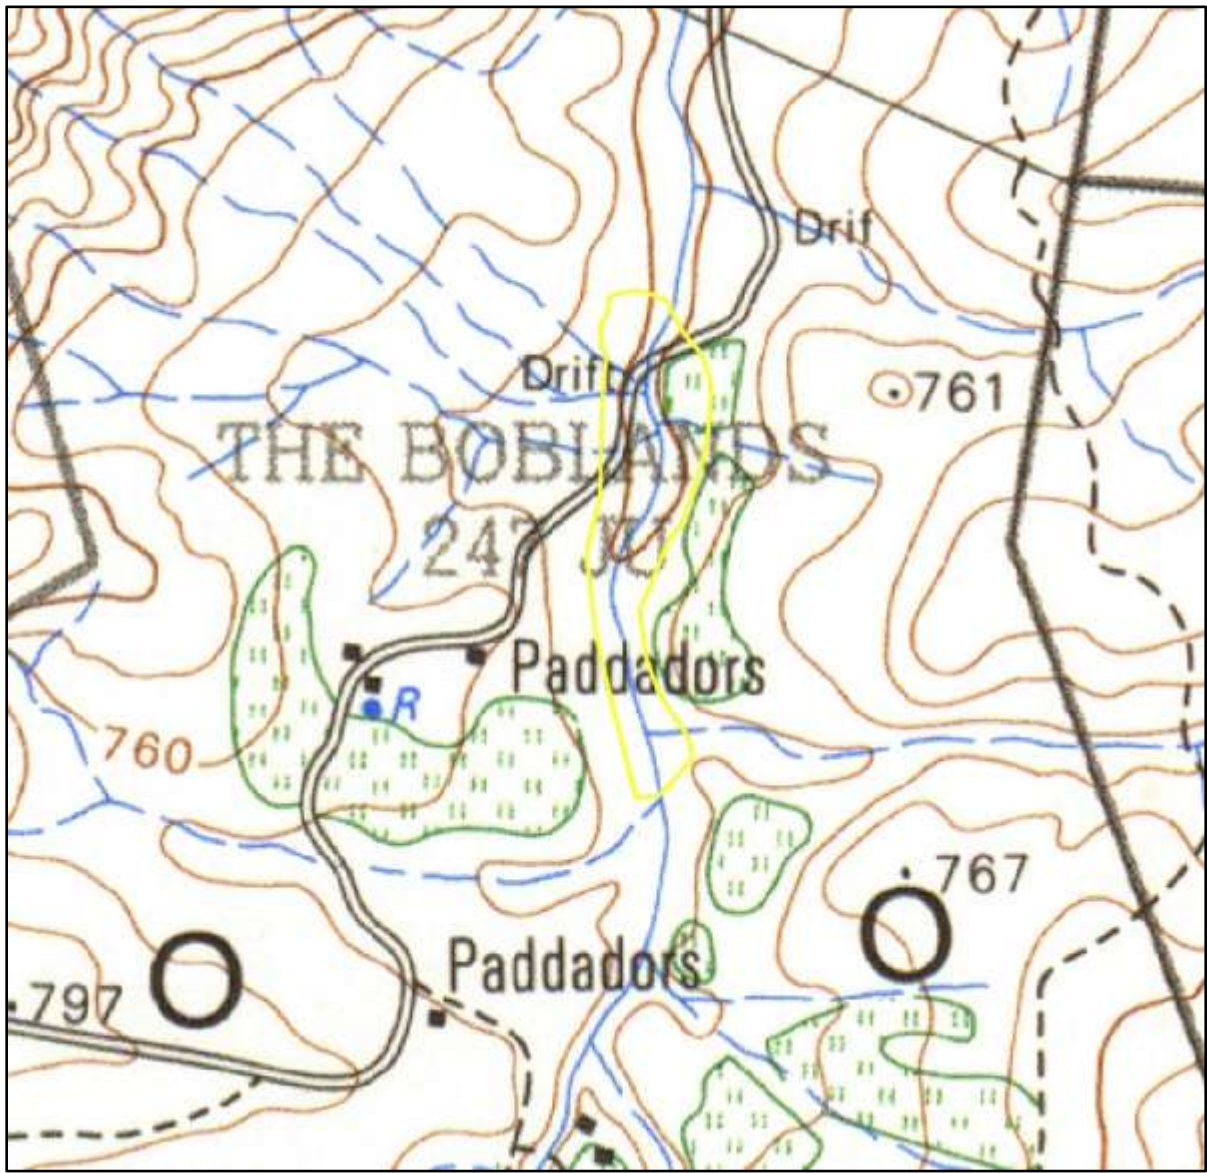 Drif
Drif
761
THE BOBLANDS
247 JU
Paddadors
R
760
767
Paddadors
797